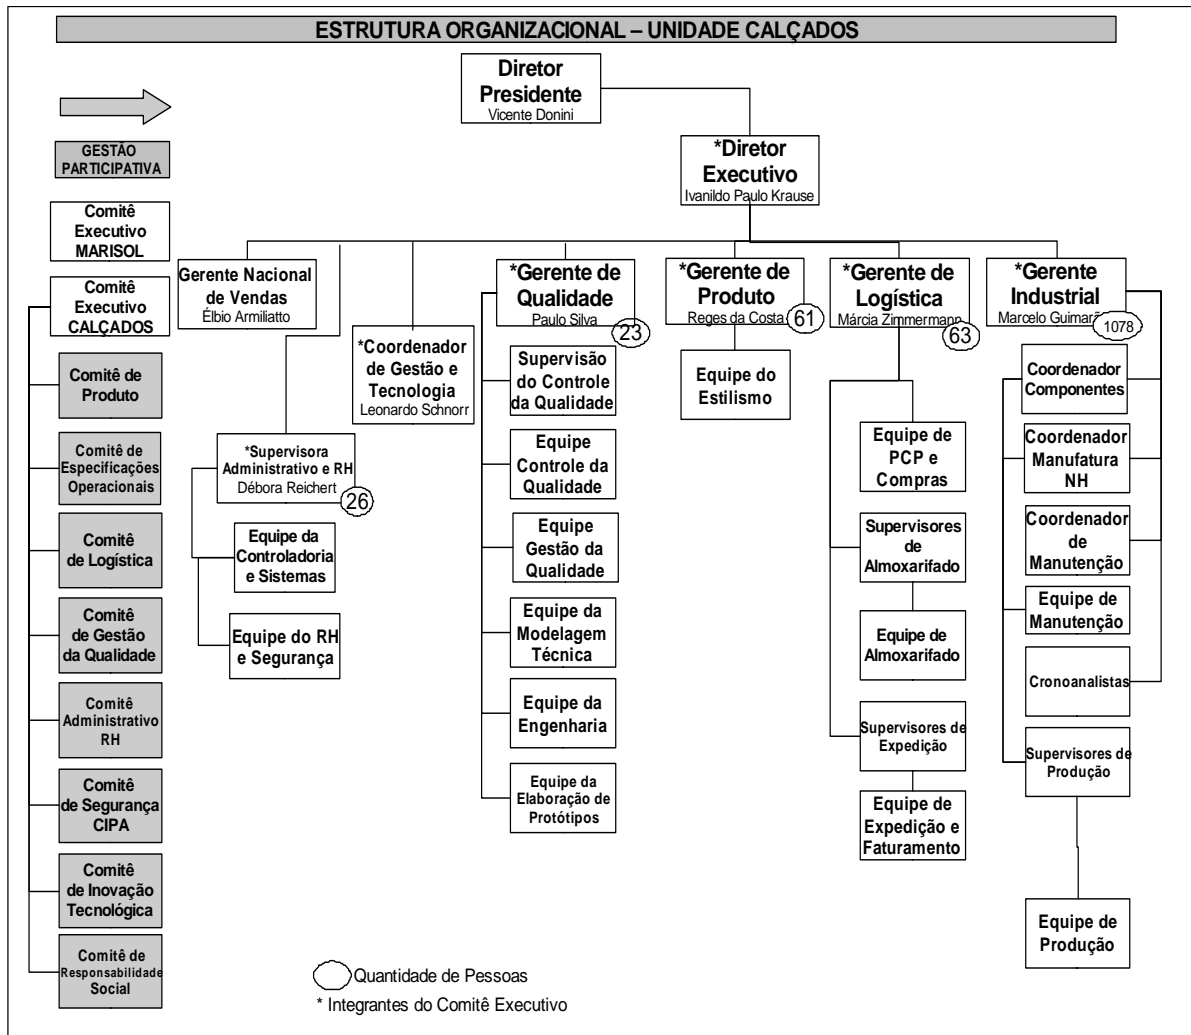 ESTRUTURA ORGANIZACIONAL – UNIDADE CALÇADOS
Diretor
Presidente
Vicente Donini
*Diretor
Executivo
Ivanildo Paulo Krause
GESTÃO
PARTICIPATIVA
Comitê
Executivo
MARISOL
Comitê
Executivo
CALÇADOS
Comitê de
Produto
Comitê de
Especificações
Operacionais
Comitê
de Logística
Comitê
de Gestão
da Qualidade
Comitê
Administrativo
RH
Comitê
de Segurança
CIPA
Comitê
de Inovação
Tecnológica
Comitê de
Responsabilidade
Social
Gerente Nacional
de Vendas
Élbio Armiliatto
*Supervisora
Administrativo e RH
Débora Reichert
26
Equipe da
Controladoria
e Sistemas
Equipe do RH
e Segurança
*Coordenador
de Gestão e
Tecnologia
Leonardo Schnorr
*Gerente de
Qualidade
Paulo Silva
23
Supervisão
do Controle
da Qualidade
Equipe
Controle da
Qualidade
Equipe
Gestão da
Qualidade
Equipe da
Modelagem
Técnica
Equipe da
Engenharia
Equipe da
Elaboração de
Protótipos
*Gerente de
Produto
Reges da Costa
61
Equipe do
Estilismo
*Gerente de
Logística
Márcia Zimmermann
63
Equipe de
PCP e
Compras
Supervisores
de
Almoxarifado
Equipe de
Almoxarifado
Supervisores de
Expedição
Equipe de
Expedição e
Faturamento
*Gerente
Industrial
Marcelo
1078
Coordenador
Componentes
Coordenador
Manufatura
NH
Coordenador
de
Manutenção
Equipe de
Manutenção
Cronoanalistas
Supervisores de
Produção
Equipe de
Produção
Quantidade de Pessoas
* Integrantes do Comitê Executivo